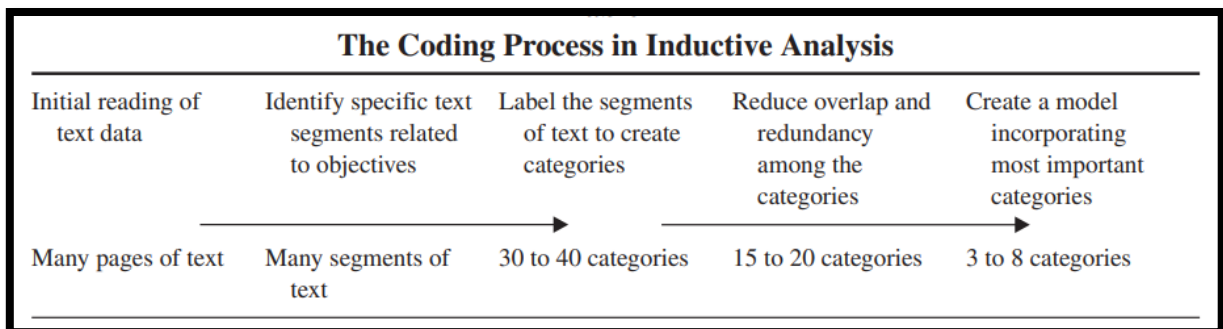 The Coding Process in Inductive Analysis
Initial reading of
text data
Identify specific text
segments related
to objectives
Label the segments
of text to create
categories
Reduce overlap and
redundancy
among the
categories
Create a model
incorporating
most important
categories
Many pages of text
Many segments of
text
30 to 40 categories
15 to 20 categories
3 to 8 categories